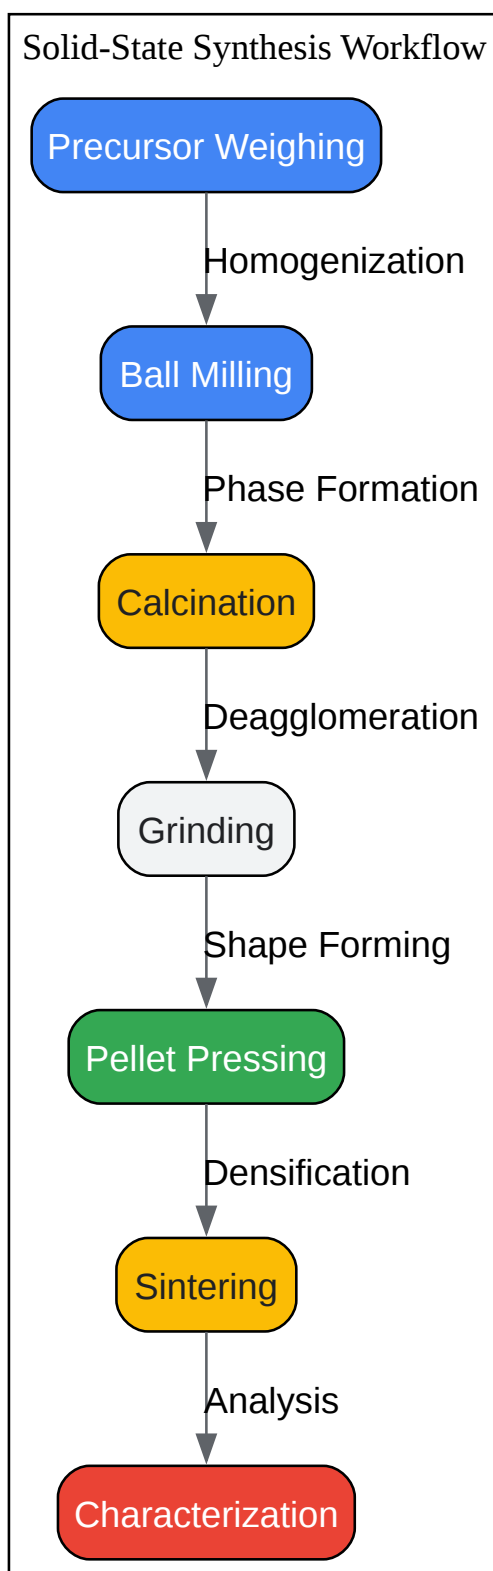 Solid-State Synthesis Workflow
Precursor Weighing
Homogenization
Ball Milling
Phase Formation
Calcination
Deagglomeration
Grinding
Shape Forming
Pellet Pressing
Densification
Sintering
Analysis
Characterization